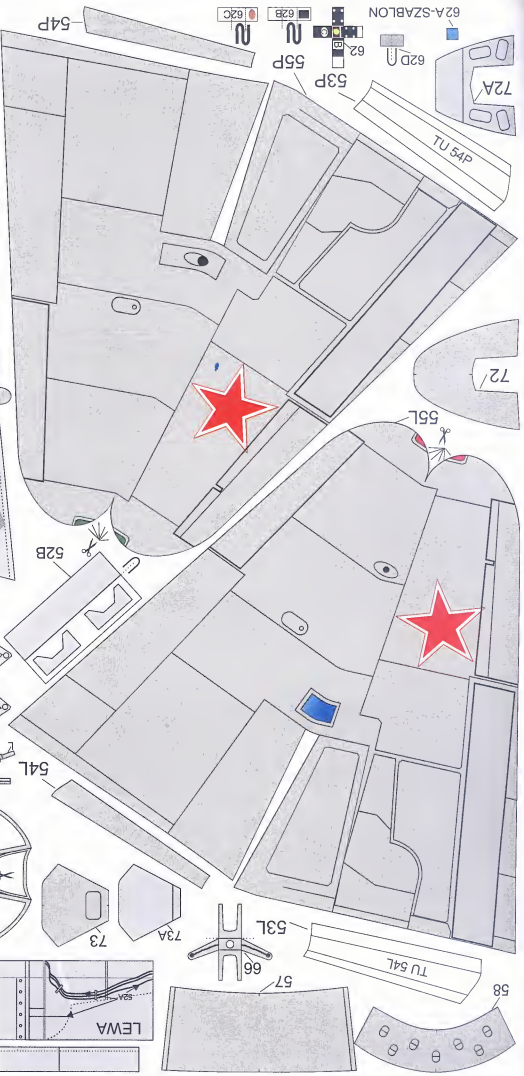 54P
62C
62B
62
B
62A-SZABLON
62D
55P
53P
72A
TU 54P
72
55L
52B
54L
73
73A
66
53L
TU 54L
57
58
52A
LEWA